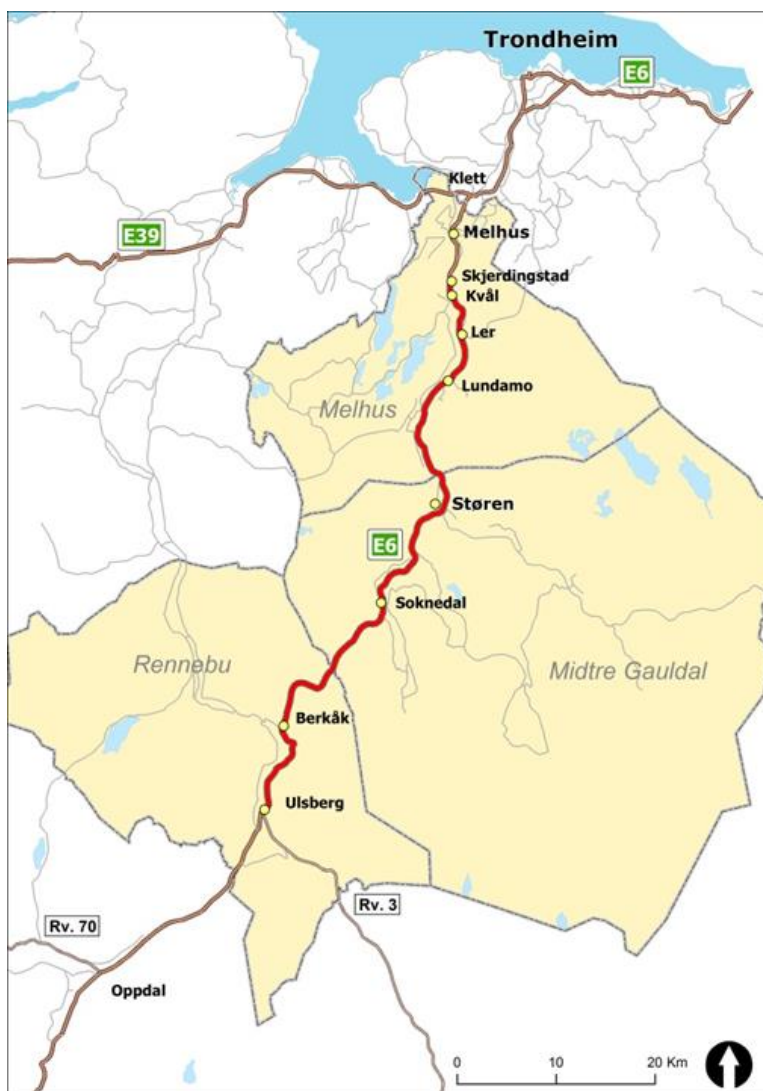 Trondheim
E6
Klett
E39
Melhus
Skjerdingstad
Kvål
Ler
Lundamo
Melhus
Støren
E6
Soknedal
Rennebu
Midtre Gauldal
Berkåk
Ulsberg
Rv. 3
Rv. 70
Oppdal
0 10 20 Km